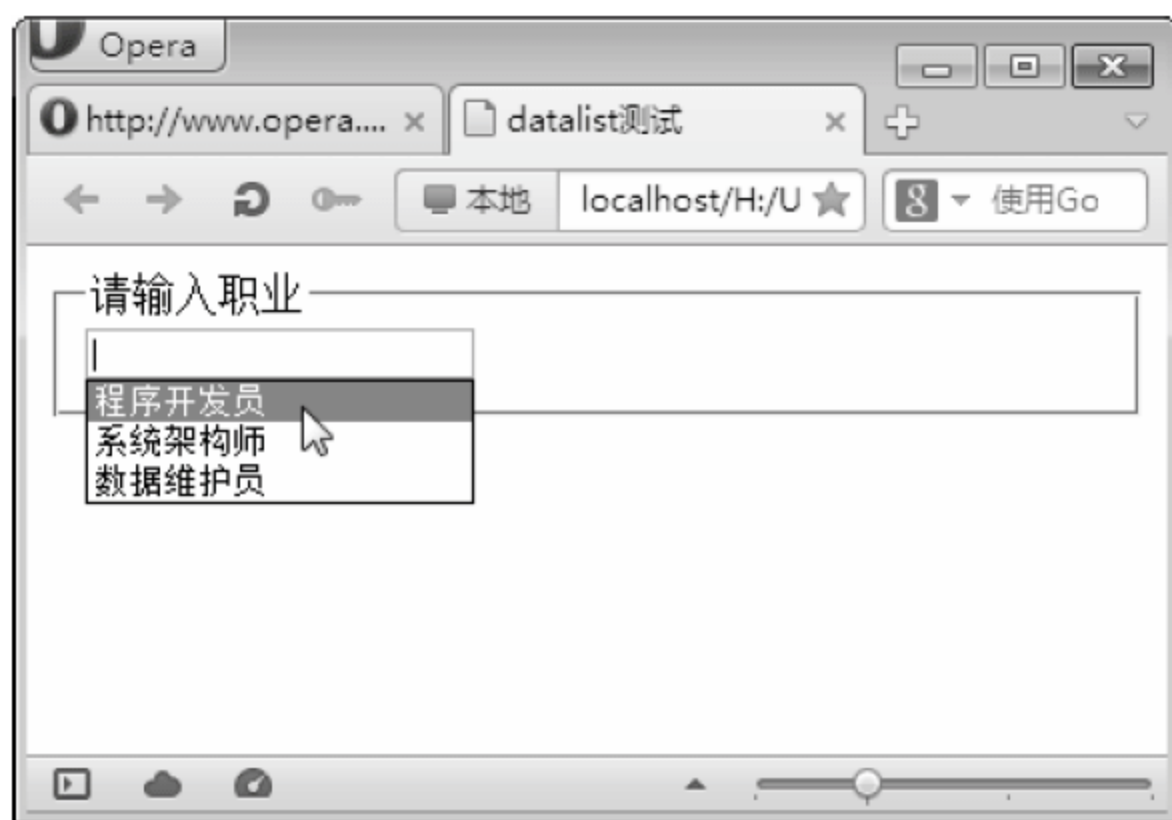 Opera
http://www.opera.... datalist测试
本地 localhost/H:/U 使用Go
请输入职业
程序开发员
系统架构师
数据维护员